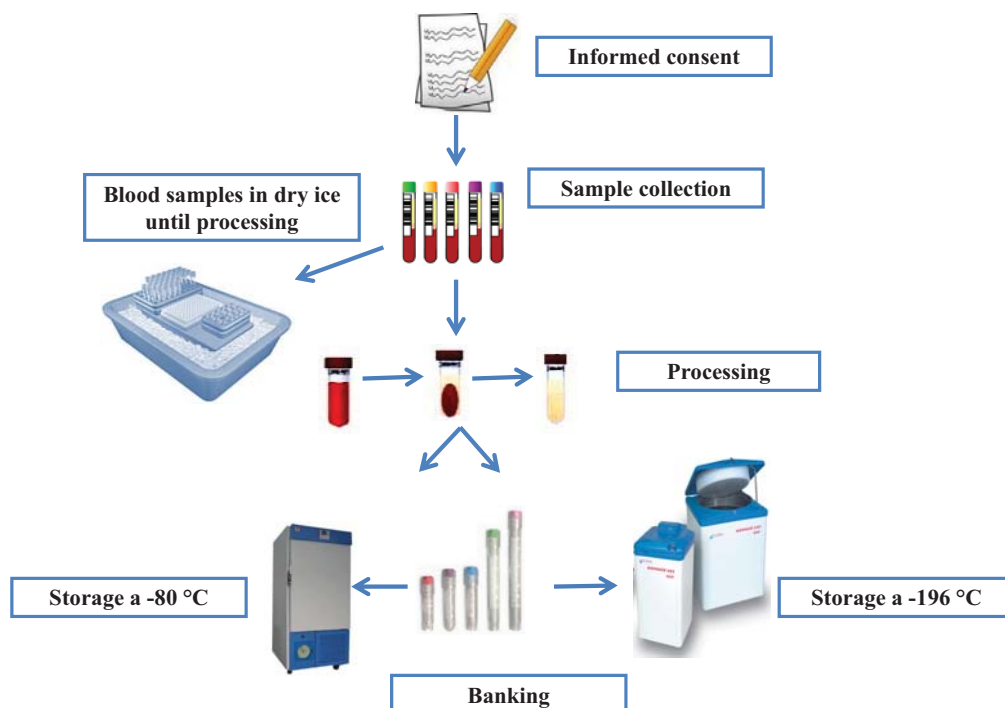 Informed consent
Blood samples in dry ice
until processing
Sample collection
Processing
Storage a -80 °C
Storage a -196 °C
Banking